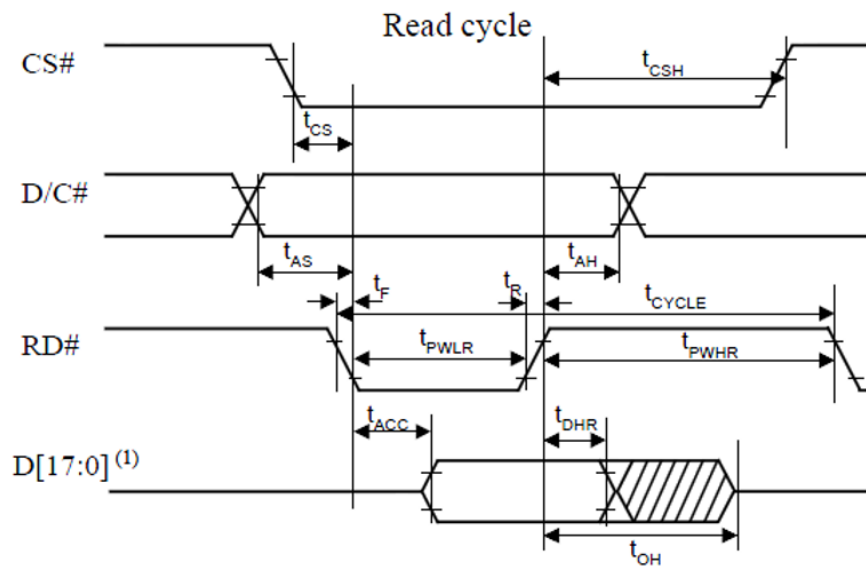 Read cycle
CS#
tCSH
tCS
D/C#
tAS
tAH
tF
tR
tCYCLE
RD#
tPWLR
tPWHR
tACC
tDHR
D[17:0](1)
tOH